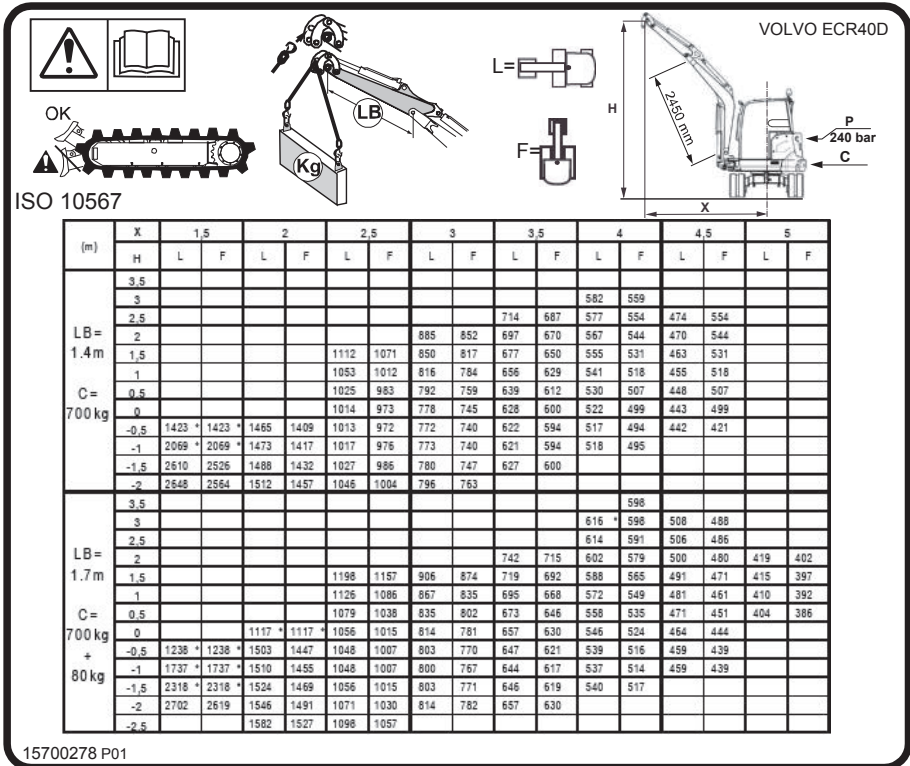 VOLVO ECR40D
OK
LB
Kg
L=
F=
H
2450 mm
P
240 bar
C
X
ISO 10567
(m) X 1,5 2 2,5 3 3,5 4 4,5 5
H L F L F L F L F L F L F L F L F
LB= 1.4m C= 700 kg
3,5
3 582 559
2,5 714 687 577 554 474 554
2 885 852 697 670 567 544 470 544
1,5 1112 1071 850 817 677 650 555 531 463 531
1 1053 1012 816 784 656 629 541 518 455 518
0.5 1025 983 792 759 639 612 530 507 448 507
0 1014 973 778 745 628 600 522 499 443 499
-0,5 1423 * 1423 * 1465 1409 1013 972 772 740 622 594 517 494 442 421
-1 2069 * 2069 * 1473 1417 1017 976 773 740 621 594 518 495
-1,5 2610 2526 1488 1432 1027 986 780 747 627 600
-2 2648 2564 1512 1457 1046 1004 796 763
LB= 1.7m C= 700 kg + 80 kg
3,5 598
3 616 * 598 508 488
2,5 614 591 506 486
2 742 715 602 579 500 480 419 402
1,5 1198 1157 906 874 719 692 588 565 491 471 415 397
1 1126 1086 867 835 695 668 572 549 481 461 410 392
0,5 1079 1038 835 802 673 646 558 535 471 451 404 386
0 1117 * 1117 * 1056 1015 814 781 657 630 546 524 464 444
-0,5 1238 * 1238 * 1503 1447 1048 1007 803 770 647 621 539 516 459 439
-1 1737 * 1737 * 1510 1455 1048 1007 800 767 644 617 537 514 459 439
-1,5 2318 * 2318 * 1524 1469 1056 1015 803 771 646 619 540 517
-2 2702 2619 1546 1491 1071 1030 814 782 657 630
-2,5 1582 1527 1098 1057
15700278 P01